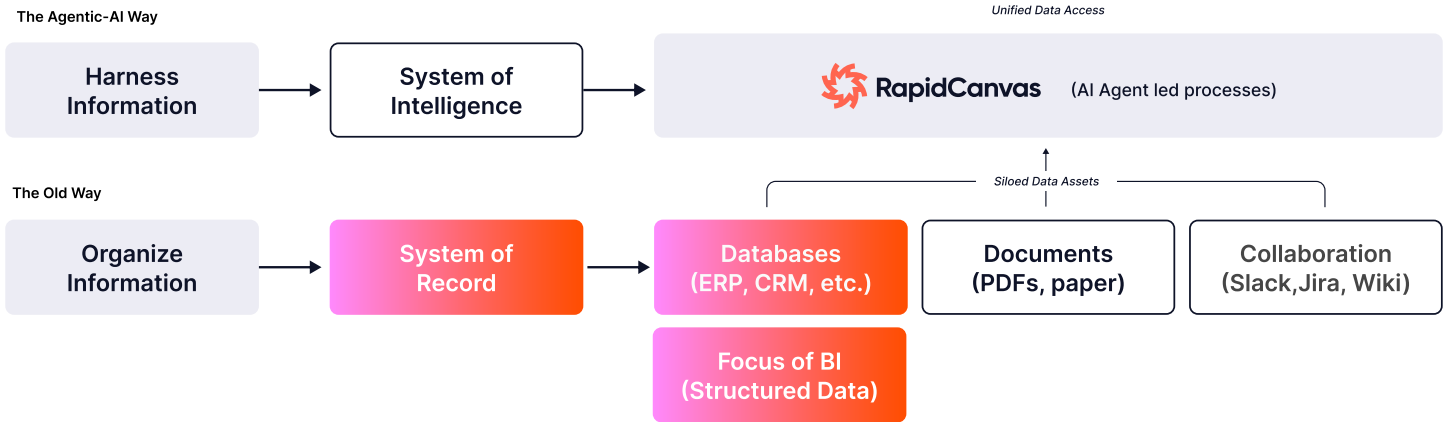 The Agentic-AI Way
Unified Data Access
Harness
Information
System of
Intelligence
RapidCanvas
(AI Agent led processes)
The Old Way
Siloed Data Assets
Organize
Information
System of
Record
Databases
(ERP, CRM, etc.)
Documents
(PDFs, paper)
Collaboration
(Slack,Jira, Wiki)
Focus of BI
(Structured Data)